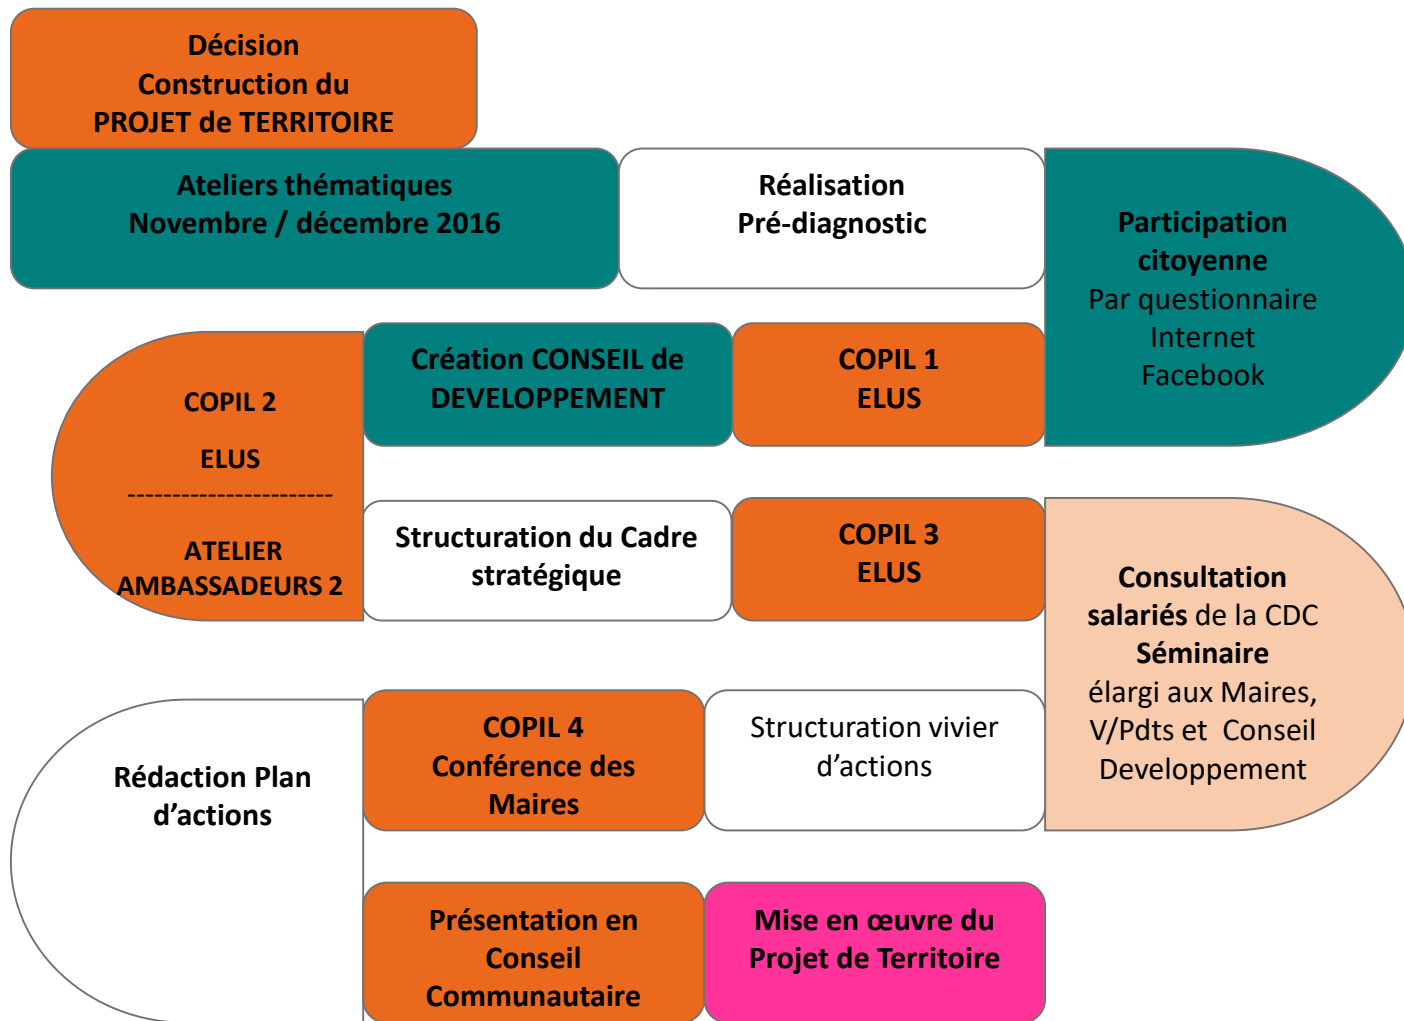 Décision
Construction du
PROJET de TERRITOIRE
Ateliers thématiques
Novembre / décembre 2016
Réalisation
Pré-diagnostic
Participation
citoyenne
Par questionnaire
Internet
Facebook
COPIL 1
ELUS
Création CONSEIL de
DEVELOPPEMENT
COPIL 2
ELUS
-----------------------
ATELIER
AMBASSADEURS 2
Structuration du Cadre
stratégique
COPIL 3
ELUS
Consultation
salariés de la CDC
Séminaire
élargi aux Maires,
V/Pdts et Conseil
Developpement
Structuration vivier
d’actions
COPIL 4
Conférence des
Maires
Rédaction Plan
d’actions
Présentation en
Conseil
Communautaire
Mise en œuvre du
Projet de Territoire